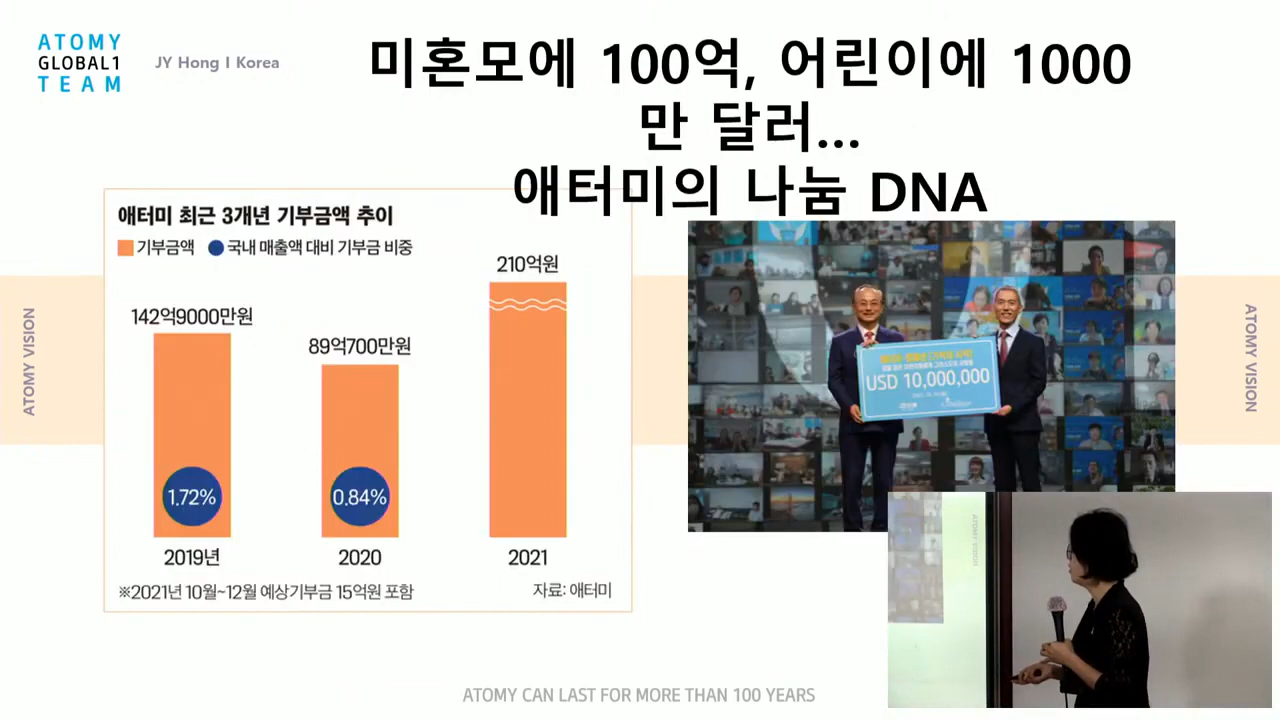 ATOMY
GLOBAL1
TEAM
JY Hong I Korea
미혼모에 100억, 어린이에 1000
만 달러...
애터미의 나눔 DNA
애터미 최근 3개년 기부금액 추이
기부금액 국내 매출액 대비 기부금 비중
142억9000만원
89억700만원
210억원
1.72%
0.84%
2019년
2020
2021
※2021년 10월~12월 예상기부금 15억원 포함
자료: 애터미
USD 10,000,000
ATOMY VISION
ATOMY VISION
ATOMY VISION
ATOMY CAN LAST FOR MORE THAN 100 YEARS